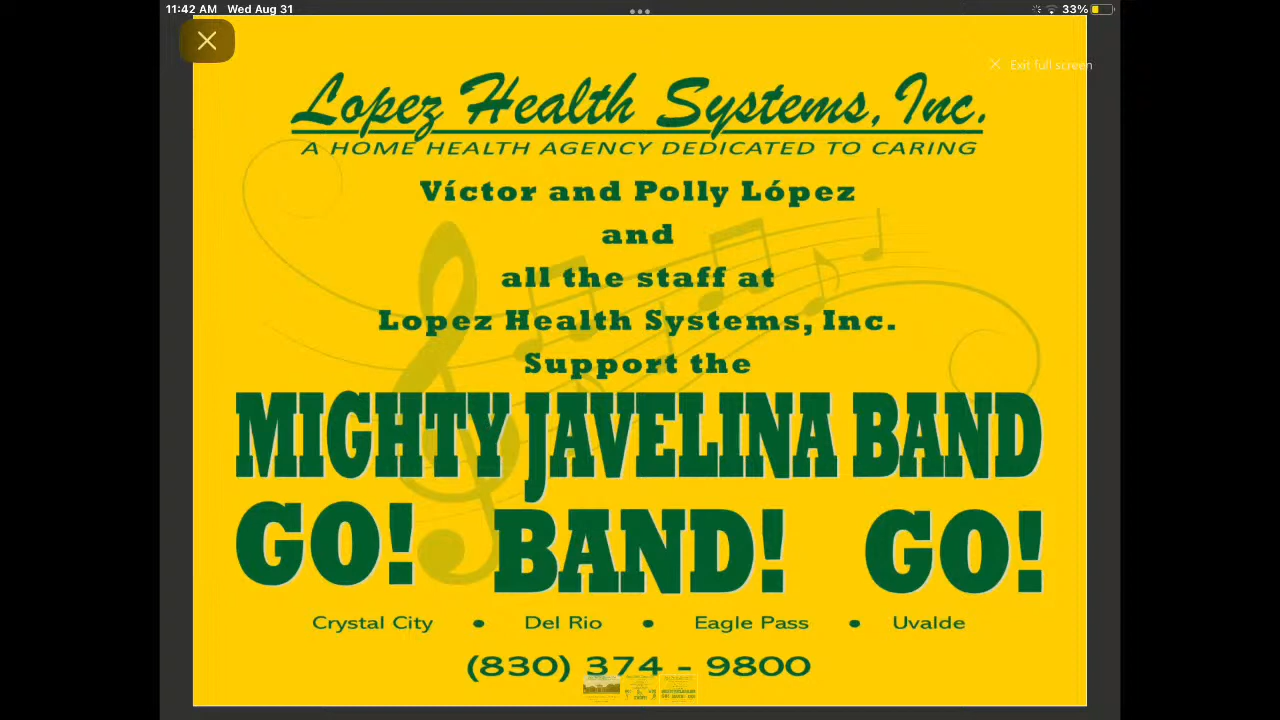 11:42 AM Wed Aug 31
33%
Exit full screen
Lopez Health Systems, Inc.
A HOME HEALTH AGENCY DEDICATED TO CARING
Víctor and Polly López
and
all the staff at
Lopez Health Systems, Inc.
Support the
MIGHTY JAVELINA BAND
GO! BAND! GO!
Crystal City • Del Rio • Eagle Pass • Uvalde
(830) 374 - 9800